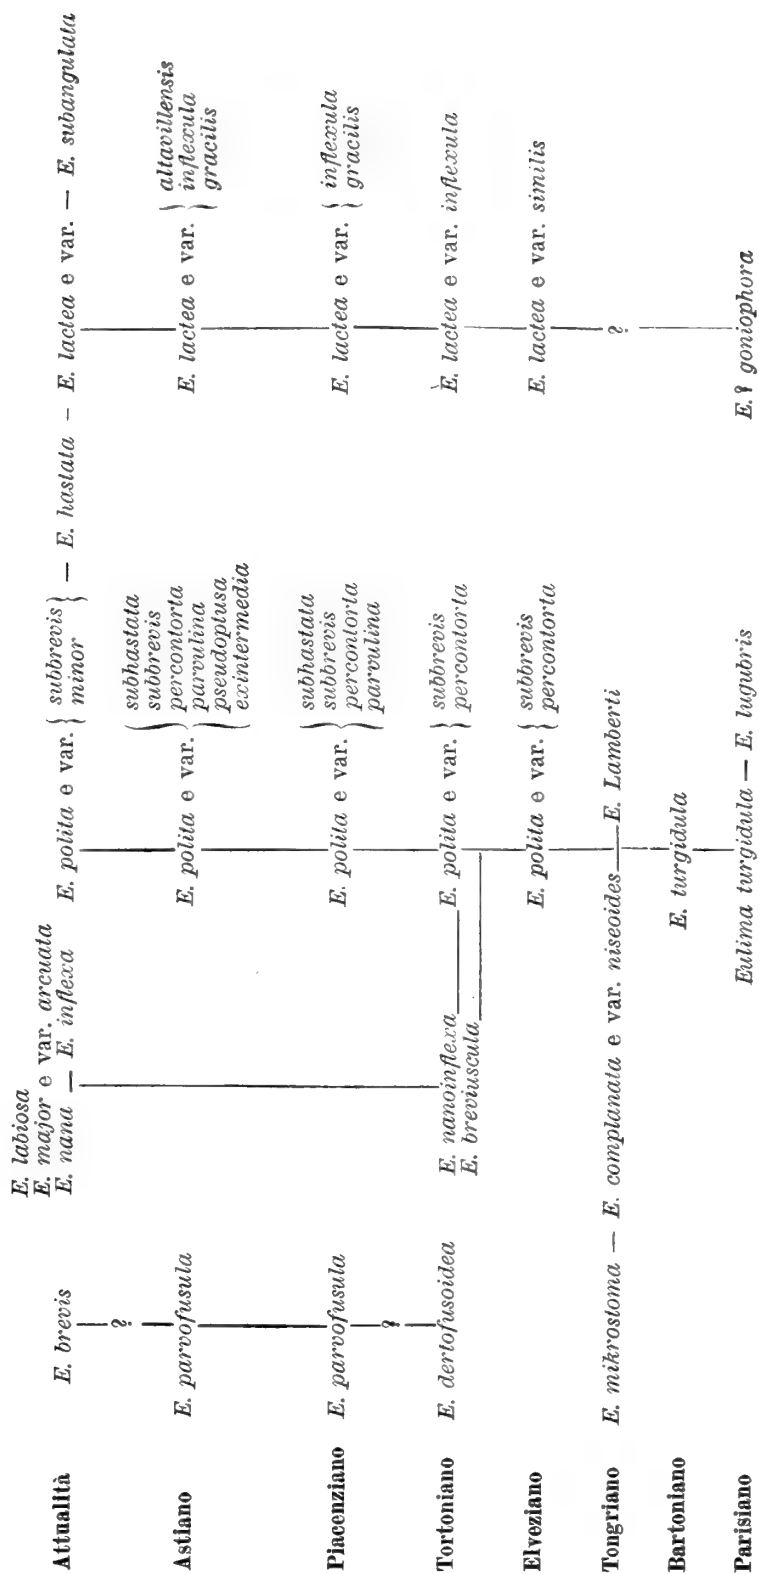 E. labiosa
E. major e var. arcuata
Attualità E. brevis E. nana — E. inflexa E. polita e var. { subbrevis minor } — E. hastata – E. lactea e var. — E. subangulata
?
Astiano E. parvofusula E. polita e var. { subhastata subbrevis percontorta parvulina pseudoptusa exintermedia E. lactea e var. } altavillensis inflexula gracilis
Piacenziano E. parvofusula E. polita e var. { subhastata subbrevis percontorta parvulina E. lactea e var. } inflexula gracilis
?
Tortoniano E. dertofusoidea E. nanoinflexa — E. polita e var. } subbrevis percontorta E. lactea e var. inflexula
E. breviuscula
Elveziano E. polita e var. } subbrevis percontorta E. lactea e var. similis
Tongriano E. mikrostoma — E. complanata e var. niseoides — E. Lamberti ?
Bartoniano E. turgidula
Parisiano Eulima turgidula — E. lugubris E. ? goniophora